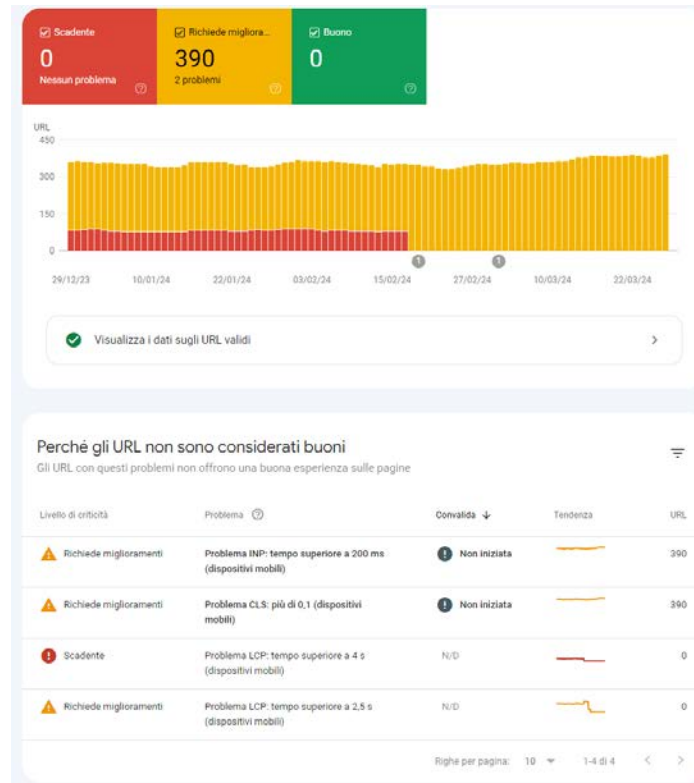 Scadente
Richiede migliora...
Buono
0
390
0
Nessun problema
2 problemi
URL
450
300
150
0
1
1
29/12/23
10/01/24
22/01/24
03/02/24
15/02/24
27/02/24
10/03/24
22/03/24
Visualizza i dati sugli URL validi
Perché gli URL non sono considerati buoni
Gli URL con questi problemi non offrono una buona esperienza sulle pagine
Livello di criticità
Problema
Convalida
Tendenza
URL
Richiede miglioramenti
Problema INP: tempo superiore a 200 ms
(dispositivi mobili)
Non iniziata
390
Richiede miglioramenti
Problema CLS: più di 0,1 (dispositivi
mobili)
Non iniziata
390
Scadente
Problema LCP: tempo superiore a 4 s
(dispositivi mobili)
N/D
0
Richiede miglioramenti
Problema LCP: tempo superiore a 2,5 s
(dispositivi mobili)
N/D
0
Righe per pagina: 10
1-4 di 4